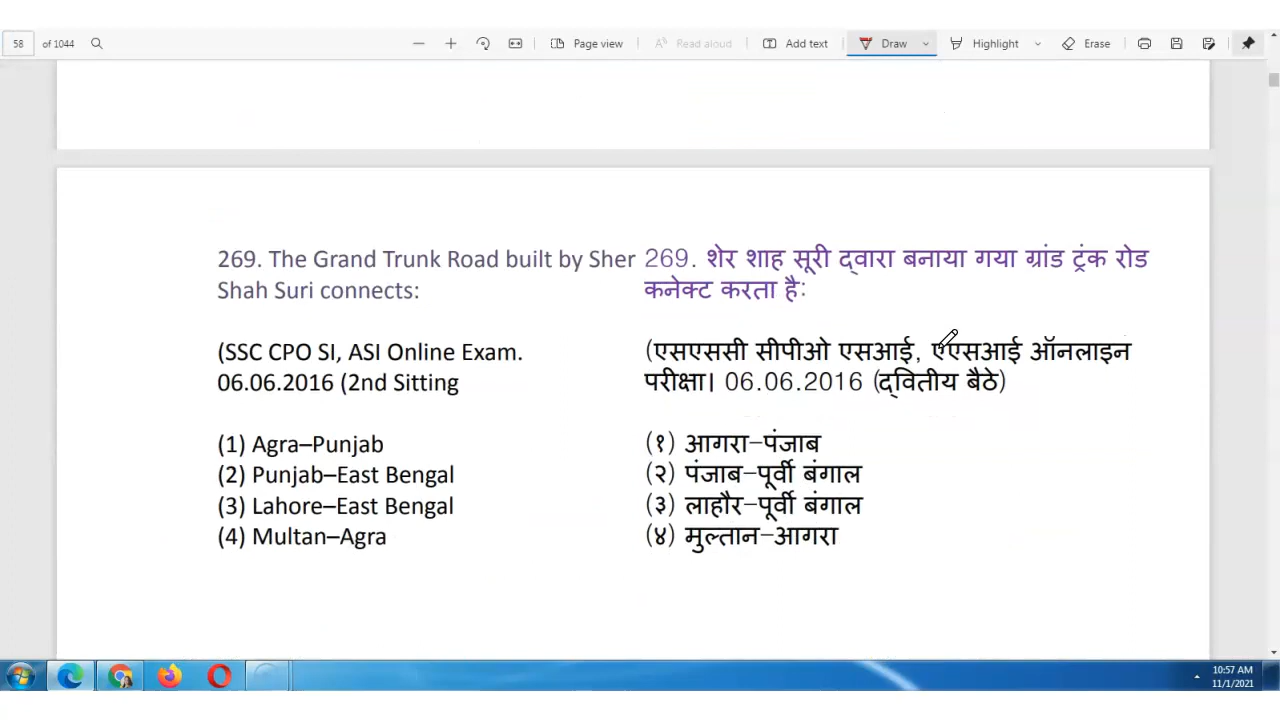 58 of 1044 Page view Read aloud Add text Draw Highlight Erase
269. The Grand Trunk Road built by Sher
Shah Suri connects:
(SSC CPO SI, ASI Online Exam.
06.06.2016 (2nd Sitting
(1) Agra–Punjab
(2) Punjab–East Bengal
(3) Lahore–East Bengal
(4) Multan–Agra
269. शेर शाह सूरी द्वारा बनाया गया ग्रांड ट्रंक रोड
कनेक्ट करता है:
(एसएससी सीपीओ एसआई, एएसआई ऑनलाइन
परीक्षा। 06.06.2016 (द्वितीय बैठे)
(१) आगरा–पंजाब
(२) पंजाब–पूर्वी बंगाल
(३) लाहौर–पूर्वी बंगाल
(४) मुल्तान–आगरा
10:57 AM
11/1/2021